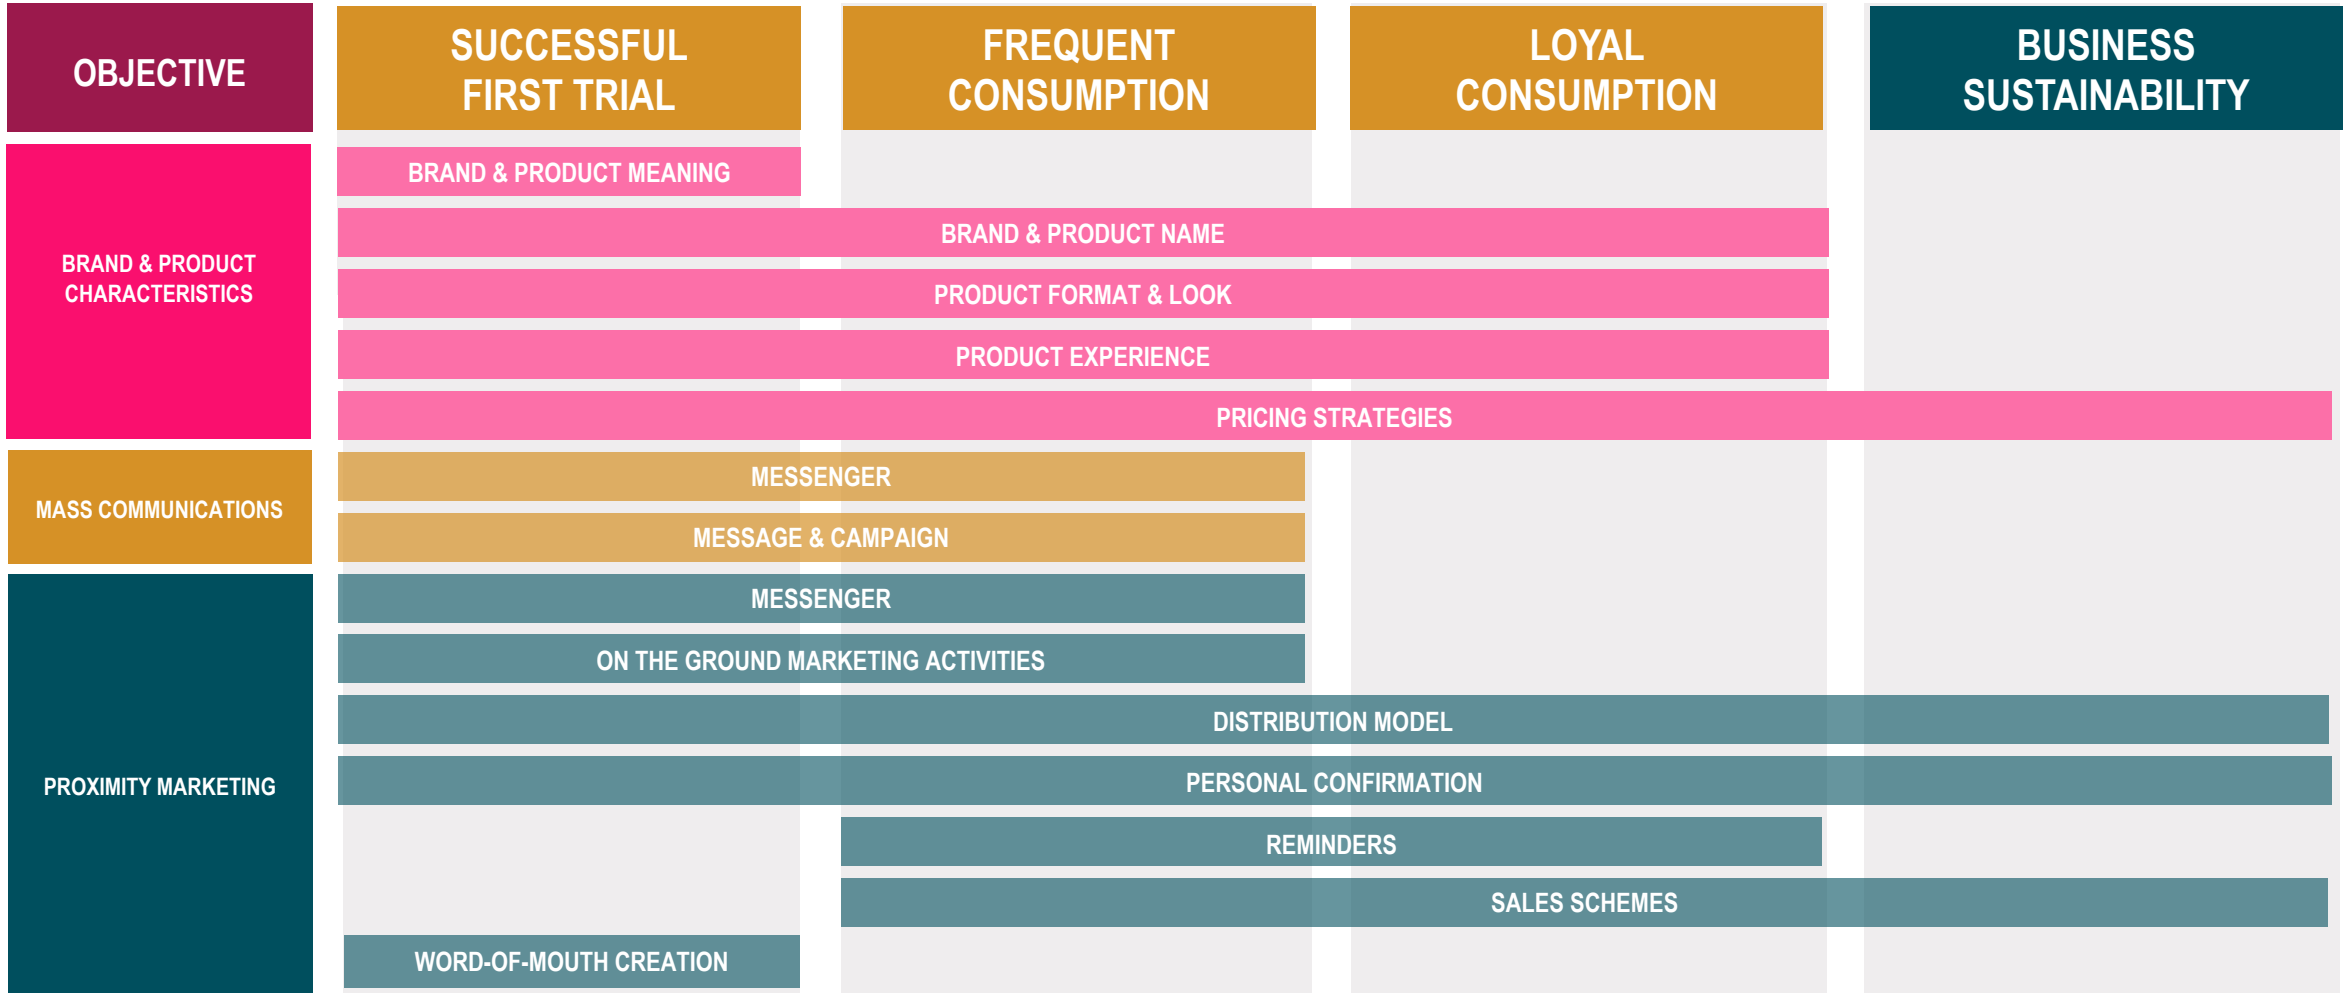 OBJECTIVE
SUCCESSFUL
FIRST TRIAL
FREQUENT
CONSUMPTION
LOYAL
CONSUMPTION
BUSINESS
SUSTAINABILITY
BRAND & PRODUCT
CHARACTERISTICS
BRAND & PRODUCT MEANING
BRAND & PRODUCT NAME
PRODUCT FORMAT & LOOK
PRODUCT EXPERIENCE
PRICING STRATEGIES
MASS COMMUNICATIONS
MESSENGER
MESSAGE & CAMPAIGN
PROXIMITY MARKETING
MESSENGER
ON THE GROUND MARKETING ACTIVITIES
DISTRIBUTION MODEL
PERSONAL CONFIRMATION
REMINDERS
SALES SCHEMES
WORD-OF-MOUTH CREATION